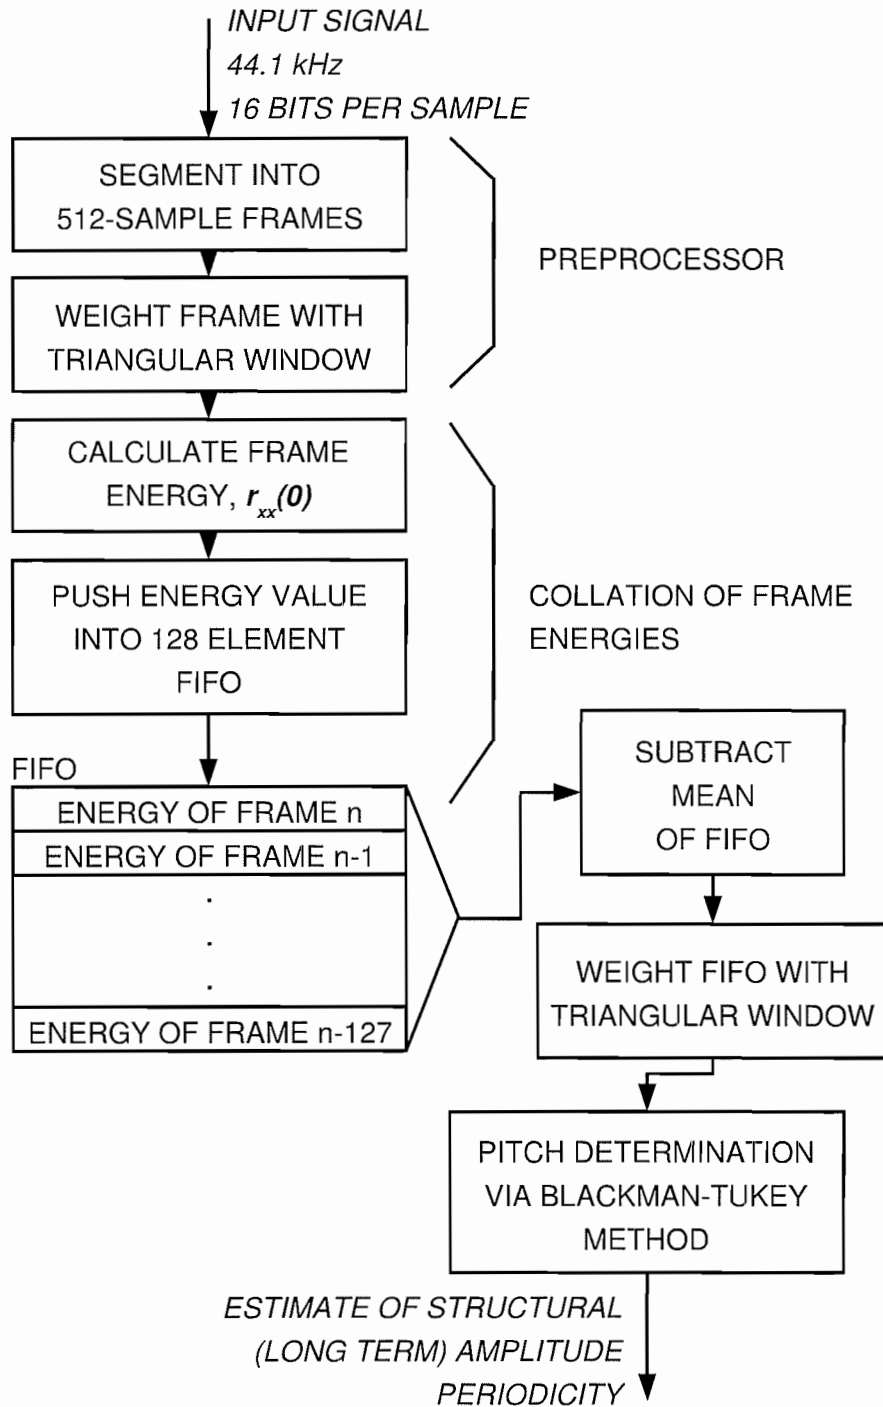 INPUT SIGNAL
44.1 kHz
16 BITS PER SAMPLE
SEGMENT INTO
512-SAMPLE FRAMES
WEIGHT FRAME WITH
TRIANGULAR WINDOW
PREPROCESSOR
CALCULATE FRAME
ENERGY, r_xx(0)
PUSH ENERGY VALUE
INTO 128 ELEMENT
FIFO
COLLATION OF FRAME
ENERGIES
FIFO
ENERGY OF FRAME n
ENERGY OF FRAME n-1
.
.
.
ENERGY OF FRAME n-127
SUBTRACT
MEAN
OF FIFO
WEIGHT FIFO WITH
TRIANGULAR WINDOW
PITCH DETERMINATION
VIA BLACKMAN-TUKEY
METHOD
ESTIMATE OF STRUCTURAL
(LONG TERM) AMPLITUDE
PERIODICITY